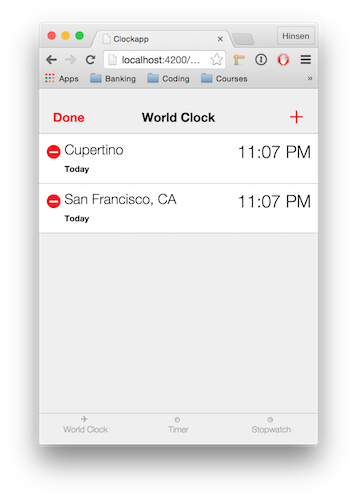 Clockapp
Hinsen
localhost:4200/...
Apps Banking Coding Courses »
Done World Clock +
Cupertino 11:07 PM
Today
San Francisco, CA 11:07 PM
Today
World Clock Timer Stopwatch